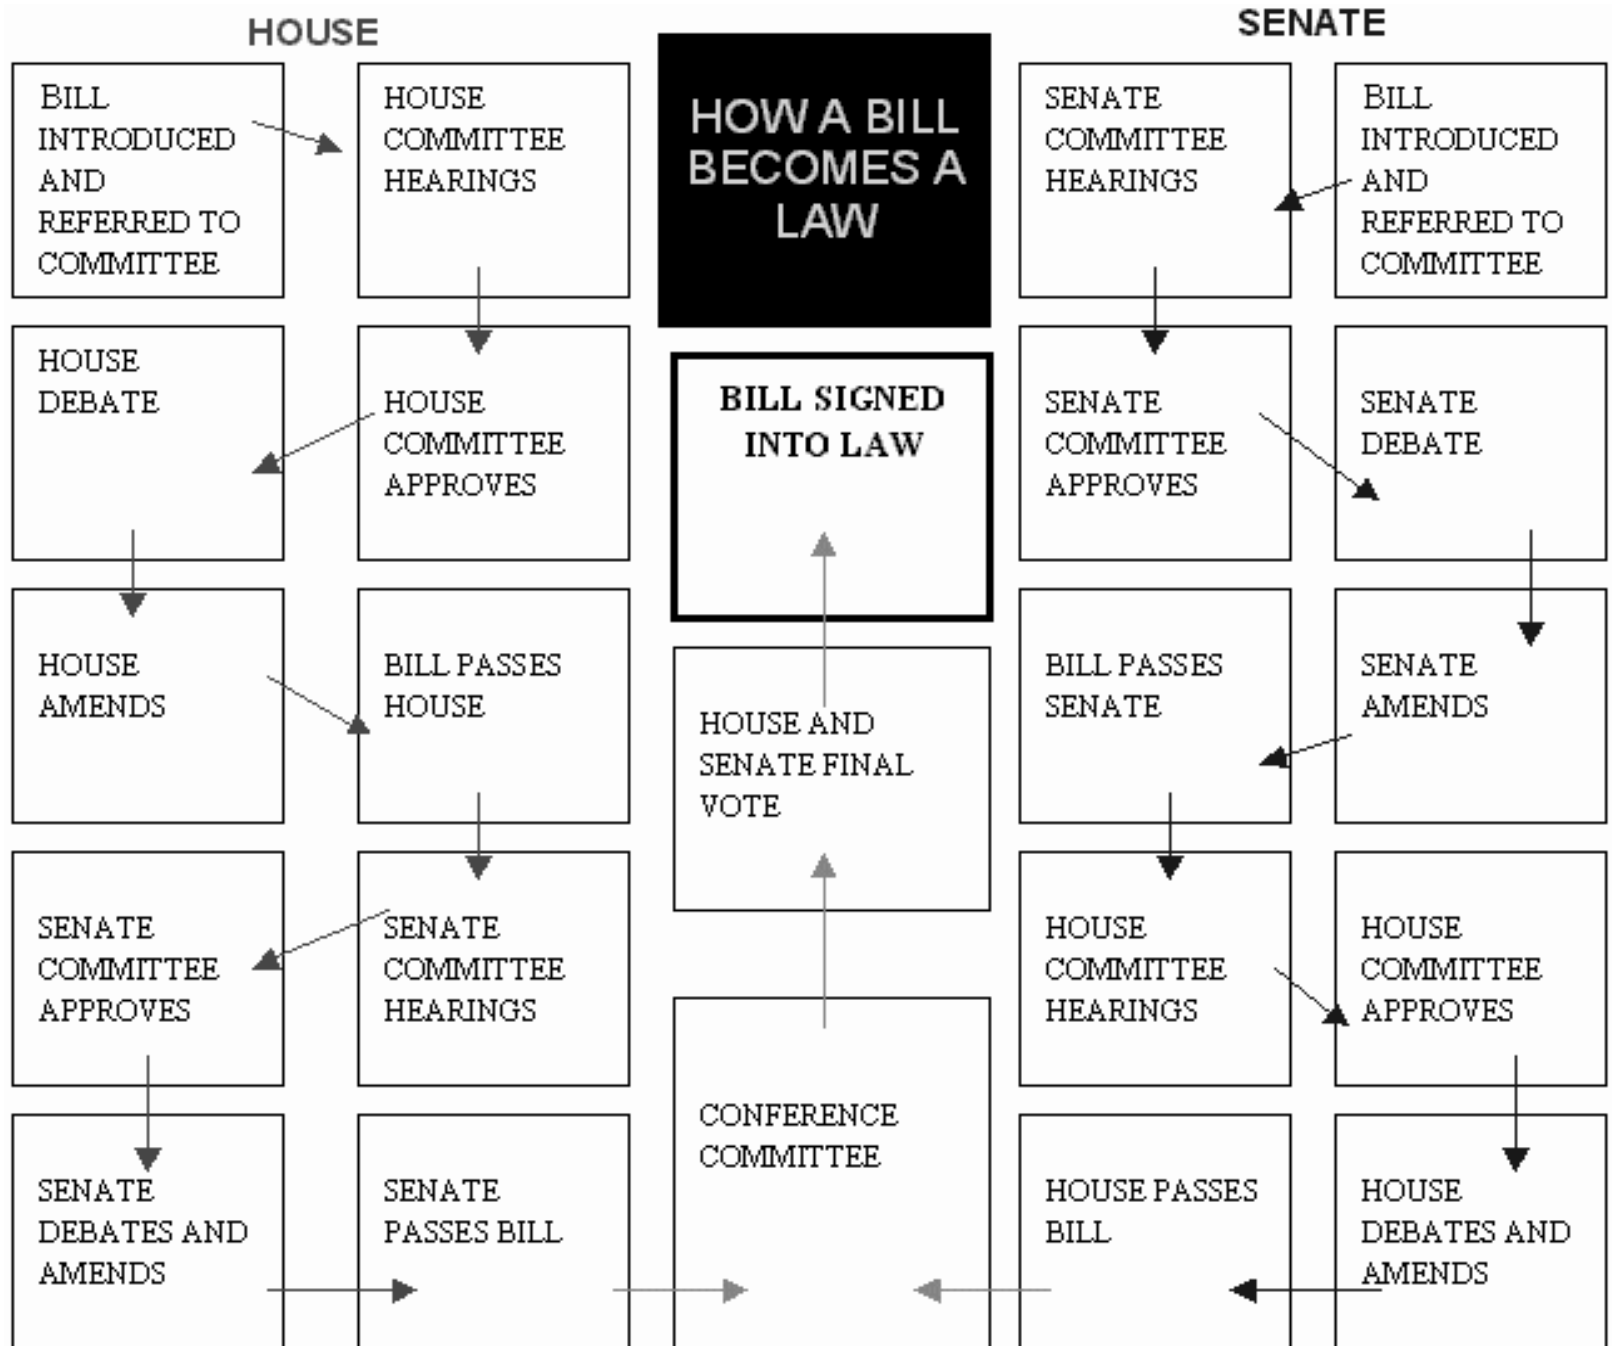 HOUSE
SENATE
BILL
INTRODUCED
AND
REFERRED TO
COMMITTEE
HOUSE
COMMITTEE
HEARINGS
HOW A BILL
BECOMES A
LAW
SENATE
COMMITTEE
HEARINGS
BILL
INTRODUCED
AND
REFERRED TO
COMMITTEE
HOUSE
DEBATE
HOUSE
COMMITTEE
APPROVES
BILL SIGNED
INTO LAW
SENATE
COMMITTEE
APPROVES
SENATE
DEBATE
HOUSE
AMENDS
BILL PASSES
HOUSE
HOUSE AND
SENATE FINAL
VOTE
BILL PASSES
SENATE
SENATE
AMENDS
SENATE
COMMITTEE
APPROVES
SENATE
COMMITTEE
HEARINGS
HOUSE
COMMITTEE
HEARINGS
HOUSE
COMMITTEE
APPROVES
SENATE
DEBATES AND
AMENDS
SENATE
PASSES BILL
CONFERENCE
COMMITTEE
HOUSE PASSES
BILL
HOUSE
DEBATES AND
AMENDS